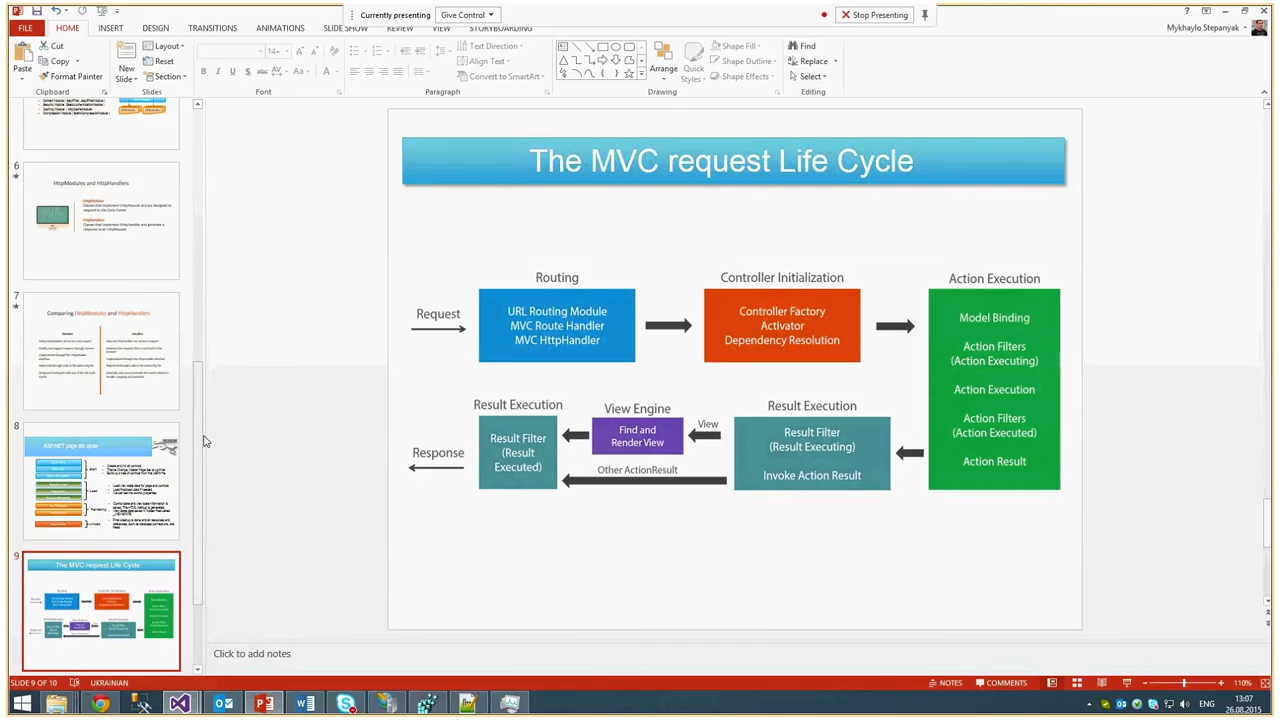 Currently presenting
Give Control
Stop Presenting
FILE
HOME
INSERT
DESIGN
TRANSITIONS
ANIMATIONS
SLIDE SHOW
REVIEW
VIEW
STORYBOARDING
Mykhaylo Stepanyak
Paste
Cut
Copy
Format Painter
Clipboard
New
Slide
Layout
Reset
Section
Slides
14
Font
Text Direction
Align Text
Convert to SmartArt
Paragraph
Arrange
Quick
Styles
Shape Fill
Shape Outline
Shape Effects
Drawing
Find
Replace
Select
Editing
6
HttpModules and HttpHandlers
7
Comparing HttpModules and HttpHandlers
8
ASP.NET page life cycle
9
The MVC request Life Cycle
The MVC request Life Cycle
Routing
Controller Initialization
Action Execution
Request
URL Routing Module
MVC Route Handler
MVC HttpHandler
Controller Factory
Activator
Dependency Resolution
Model Binding
Action Filters
(Action Executing)
Action Execution
Action Filters
(Action Executed)
Action Result
Result Execution
View Engine
Result Execution
Response
Result Filter
(Result
Executed)
Find and
Render View
View
Other ActionResult
Result Filter
(Result Executing)
Invoke Action Result
Click to add notes
SLIDE 9 OF 10
UKRAINIAN
NOTES
COMMENTS
110%
ENG
13:07
26.08.2015